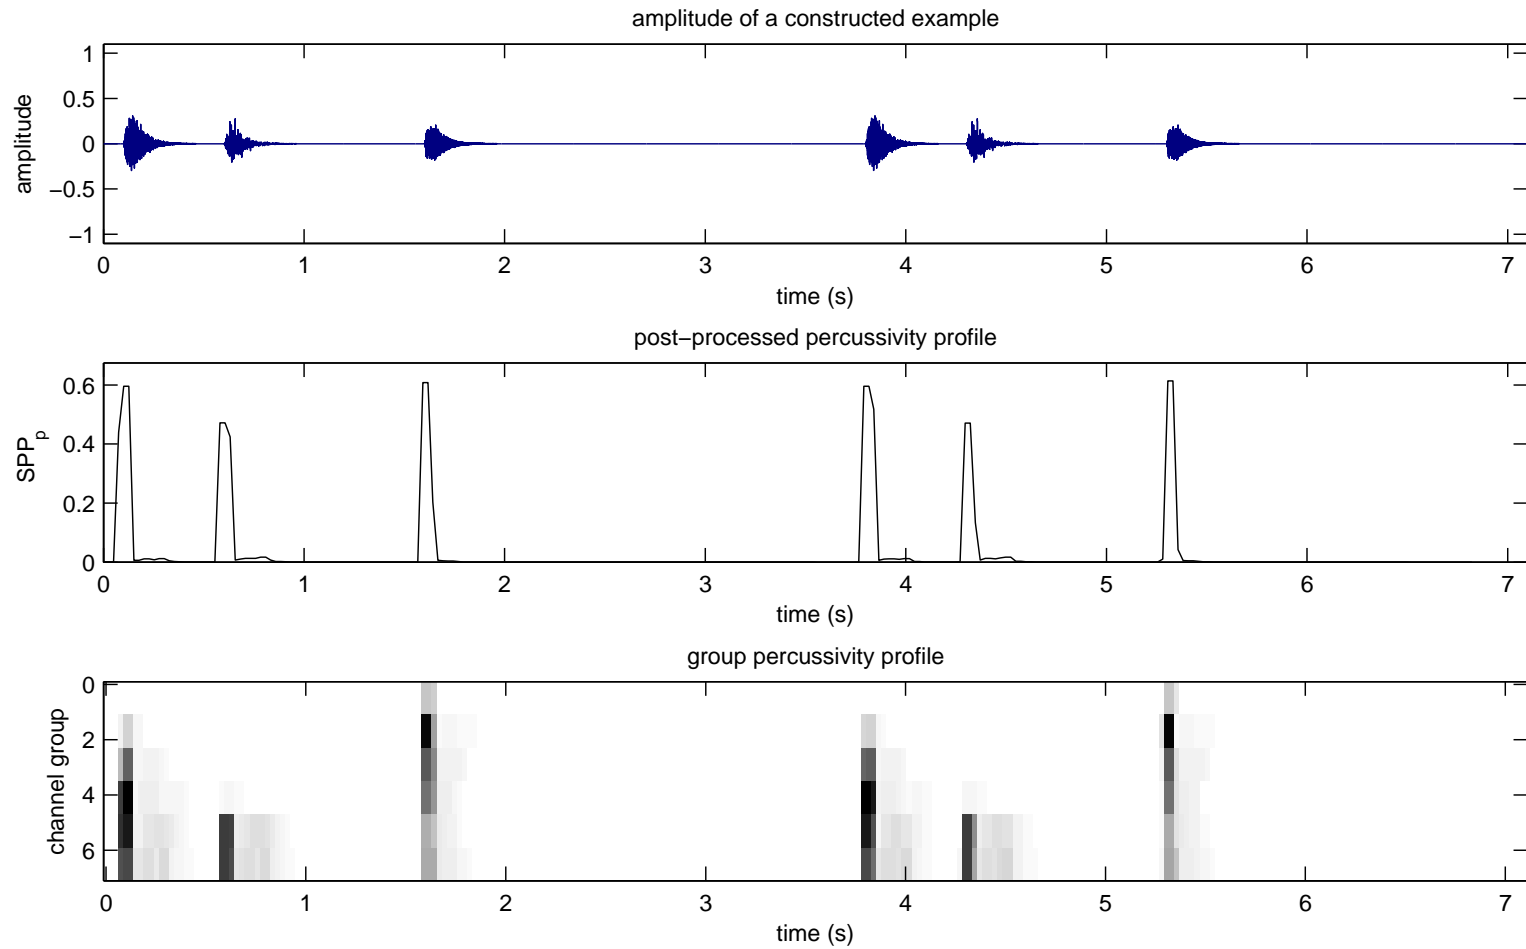 amplitude of a constructed example
1
0.5
0
−0.5
−1
amplitude
0 1 2 3 4 5 6 7
time (s)
post−processed percussivity profile
0.6
0.4
0.2
0
SPPp
0 1 2 3 4 5 6 7
time (s)
group percussivity profile
0
2
4
6
channel group
0 1 2 3 4 5 6 7
time (s)